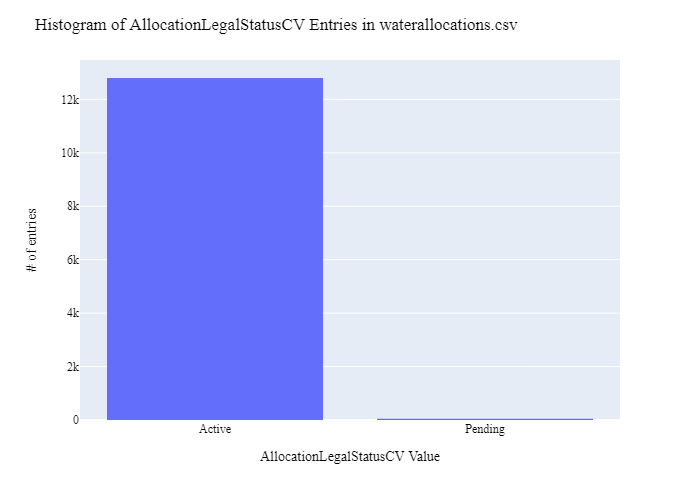 Histogram of AllocationLegalStatusCV Entries in waterallocations.csv
# of entries
12k
10k
8k
6k
4k
2k
0
Active
Pending
AllocationLegalStatusCV Value